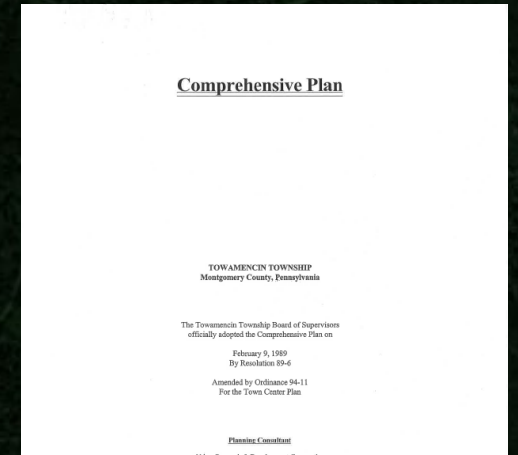 Comprehensive Plan
TOWAMENCIN TOWNSHIP
Montgomery County, Pennsylvania
The Towamencin Township Board of Supervisors
officially adopted the Comprehensive Plan on
February 9, 1989
By Resolution 89-6
Amended by Ordinance 94-11
For the Town Center Plan
Planning Consultant